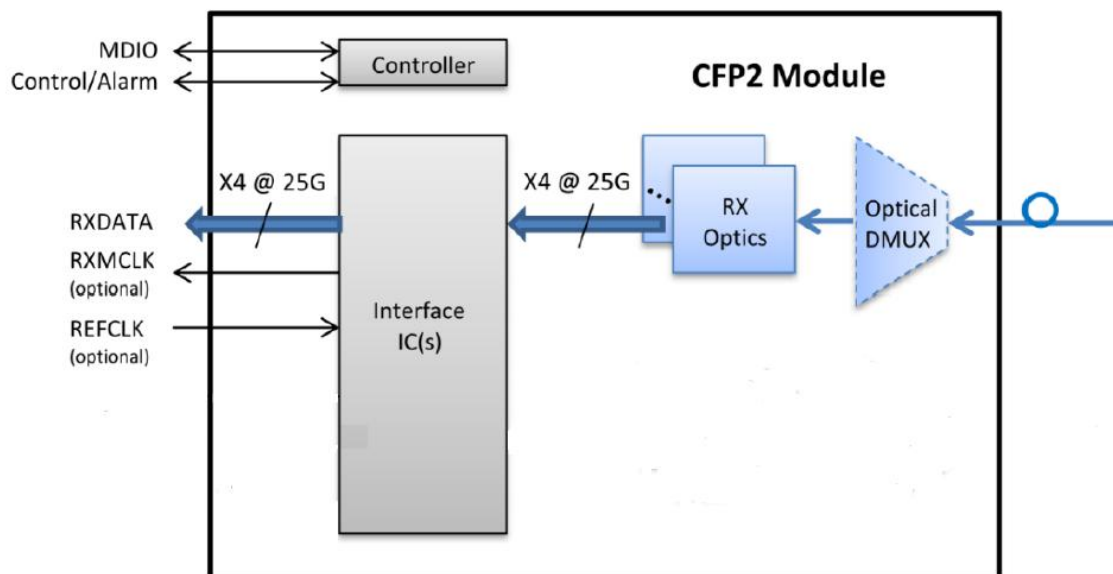 MDIO
Control/Alarm
Controller
CFP2 Module
X4 @ 25G
X4 @ 25G
RXDATA
RXMCLK
(optional)
REFCLK
(optional)
Interface
IC(s)
RX
Optics
Optical
DMUX